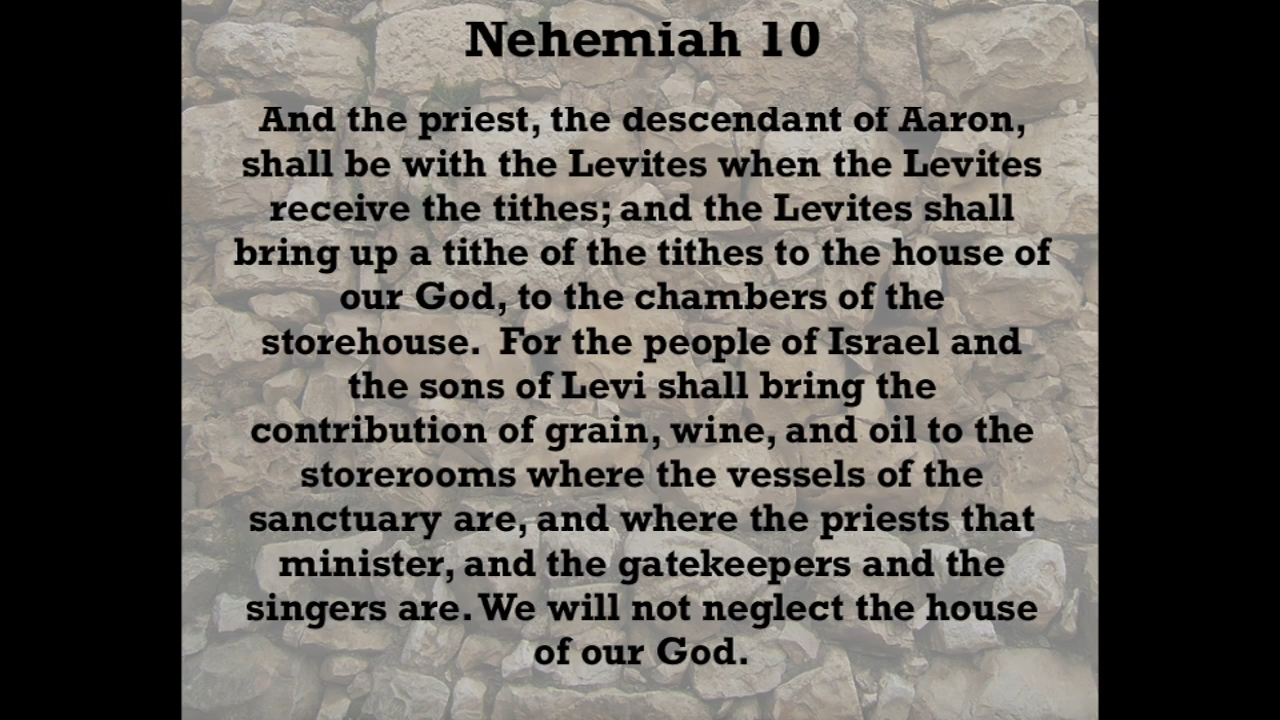 Nehemiah 10
And the priest, the descendant of Aaron,
shall be with the Levites when the Levites
receive the tithes; and the Levites shall
bring up a tithe of the tithes to the house of
our God, to the chambers of the
storehouse.  For the people of Israel and
the sons of Levi shall bring the
contribution of grain, wine, and oil to the
storerooms where the vessels of the
sanctuary are, and where the priests that
minister, and the gatekeepers and the
singers are. We will not neglect the house
of our God.